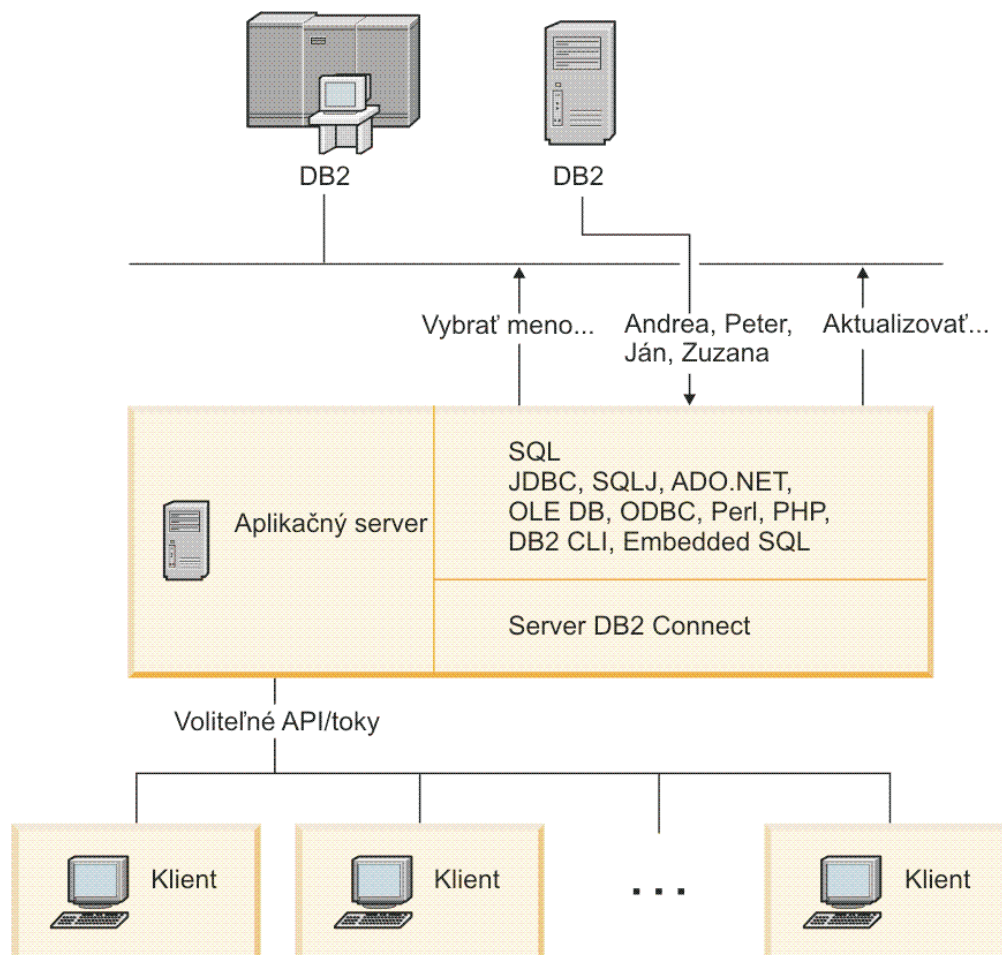 DB2
DB2
Vybrať meno...
Andrea, Peter,
Ján, Zuzana
Aktualizovať...
Aplikačný server
SQL
JDBC, SQLJ, ADO.NET,
OLE DB, ODBC, Perl, PHP,
DB2 CLI, Embedded SQL
Server DB2 Connect
Voliteľné API/toky
Klient
Klient
...
Klient